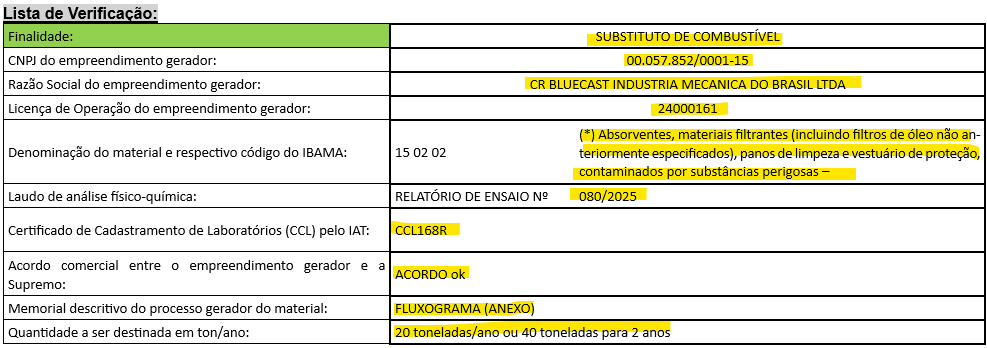 Lista de Verificação:
Finalidade: SUBSTITUTO DE COMBUSTÍVEL
CNPJ do empreendimento gerador: 00.057.852/0001-15
Razão Social do empreendimento gerador: CR BLUECAST INDUSTRIA MECANICA DO BRASIL LTDA
Licença de Operação do empreendimento gerador: 24000161
(*) Absorventes, materiais filtrantes (incluindo filtros de óleo não an-
Denominação do material e respectivo código do IBAMA: 15 02 02 teriormente especificados), panos de limpeza e vestuário de proteção,
contaminados por substâncias perigosas –
Laudo de análise físico-química: RELATÓRIO DE ENSAIO Nº 080/2025
Certificado de Cadastramento de Laboratórios (CCL) pelo IAT: CCL168R
Acordo comercial entre o empreendimento gerador e a
Supremo: ACORDO ok
Memorial descritivo do processo gerador do material: FLUXOGRAMA (ANEXO)
Quantidade a ser destinada em ton/ano: 20 toneladas/ano ou 40 toneladas para 2 anos